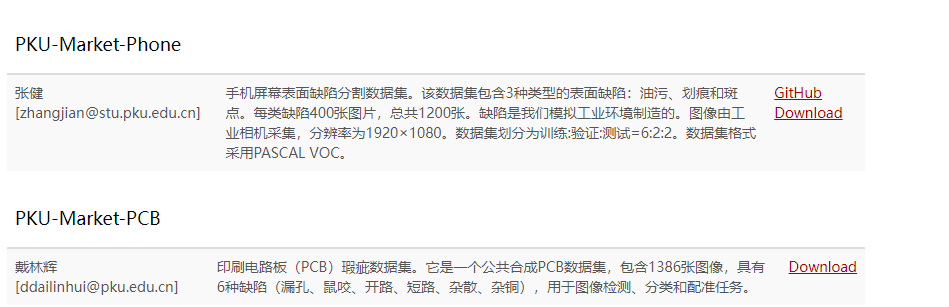 PKU-Market-Phone
张健
[zhangjian@stu.pku.edu.cn]
手机屏幕表面缺陷分割数据集。该数据集包含3种类型的表面缺陷：油污、划痕和斑
点。每类缺陷400张图片，总共1200张。缺陷是我们模拟工业环境制造的。图像由工
业相机采集，分辨率为1920×1080。数据集划分为训练:验证:测试=6:2:2。数据集格式
采用PASCAL VOC。
GitHub
Download
PKU-Market-PCB
戴林辉
[ddailinhui@pku.edu.cn]
印刷电路板（PCB）瑕疵数据集。它是一个公共合成PCB数据集，包含1386张图像，具有
6种缺陷（漏孔、鼠咬、开路、短路、杂散、杂铜），用于图像检测、分类和配准任务。
Download